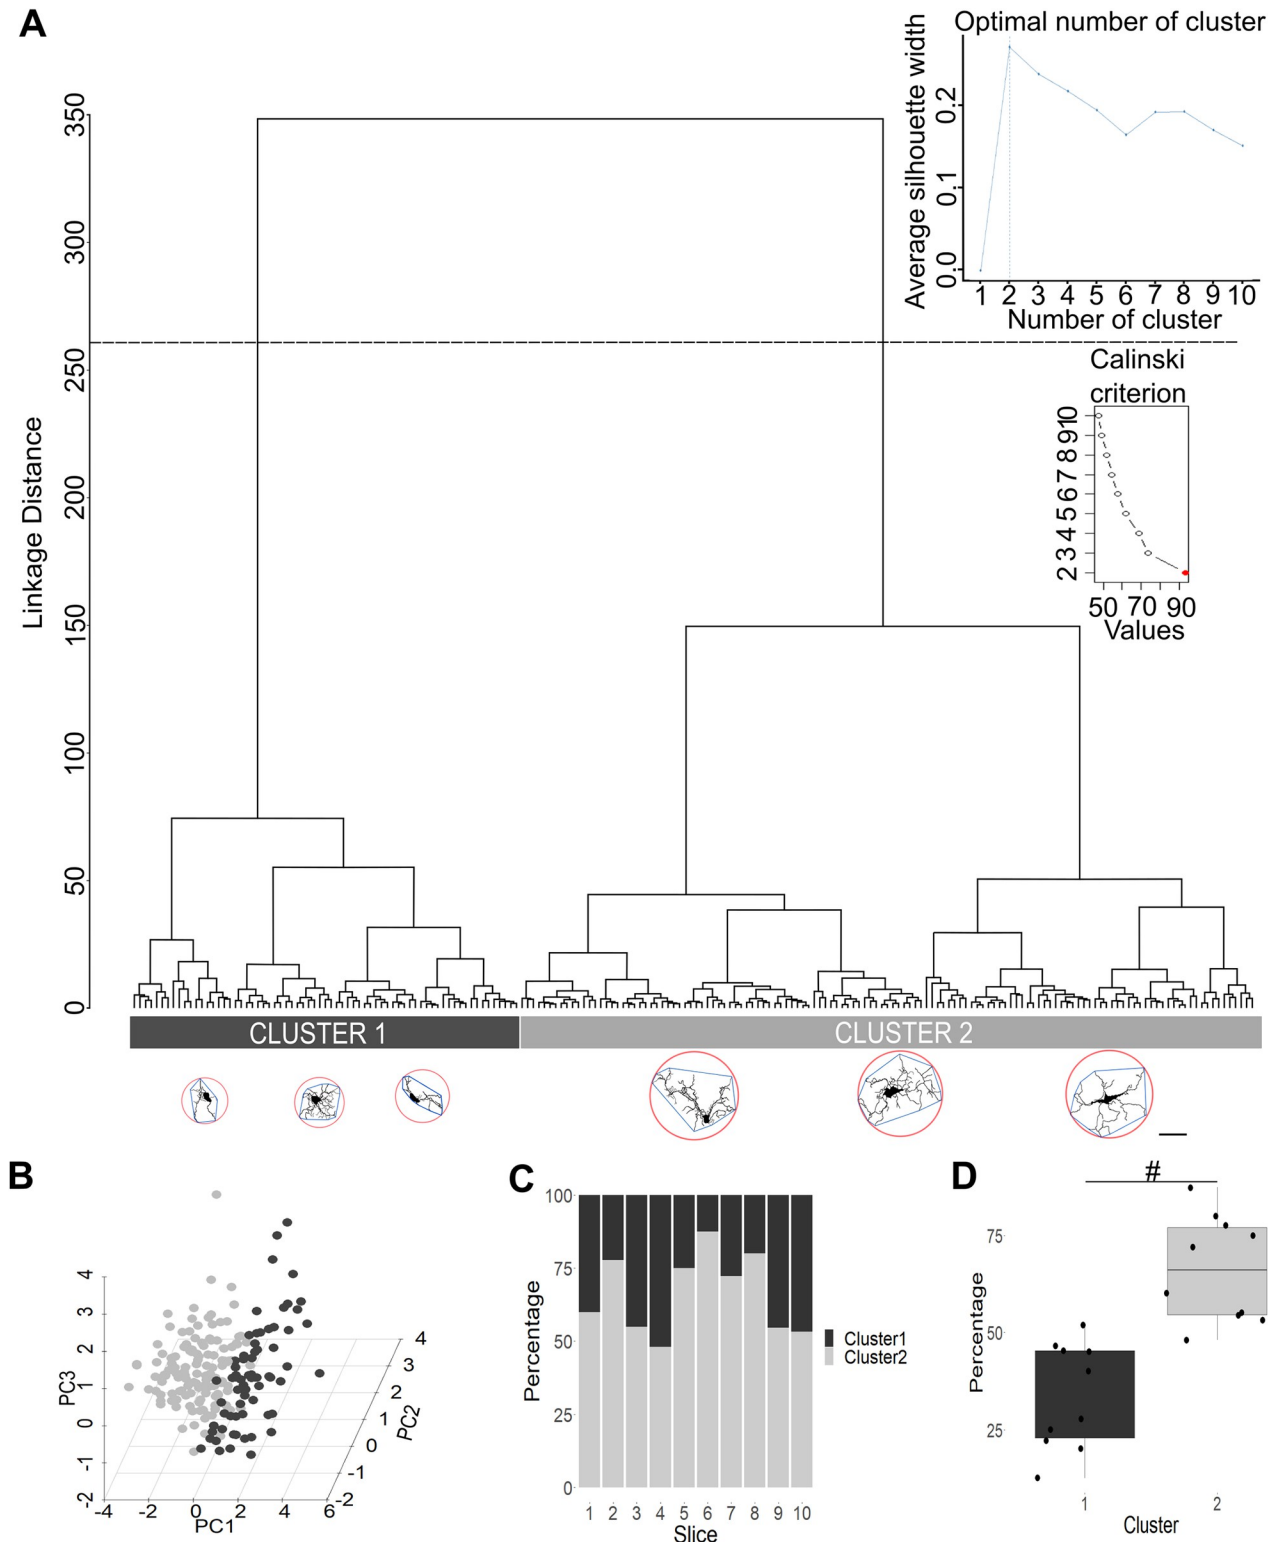 A
Optimal number of cluster
Average silhouette width
0.2
0.1
0.0
1 2 3 4 5 6 7 8 9 10
Number of cluster
Linkage Distance
350
300
250
200
150
100
50
0
Calinski
criterion
10
9
8
7
6
5
4
3
2
50 70 90
Values
CLUSTER 1
CLUSTER 2
B
PC3
4
3
2
1
0
-1
-2
-4 -2 0 2 4 6
PC1
4
3
2
1
0
-1
-2
PC2
C
Percentage
100
75
50
25
0
1 2 3 4 5 6 7 8 9 10
Slice
Cluster1
Cluster2
D
#
Percentage
75
50
25
1 2
Cluster